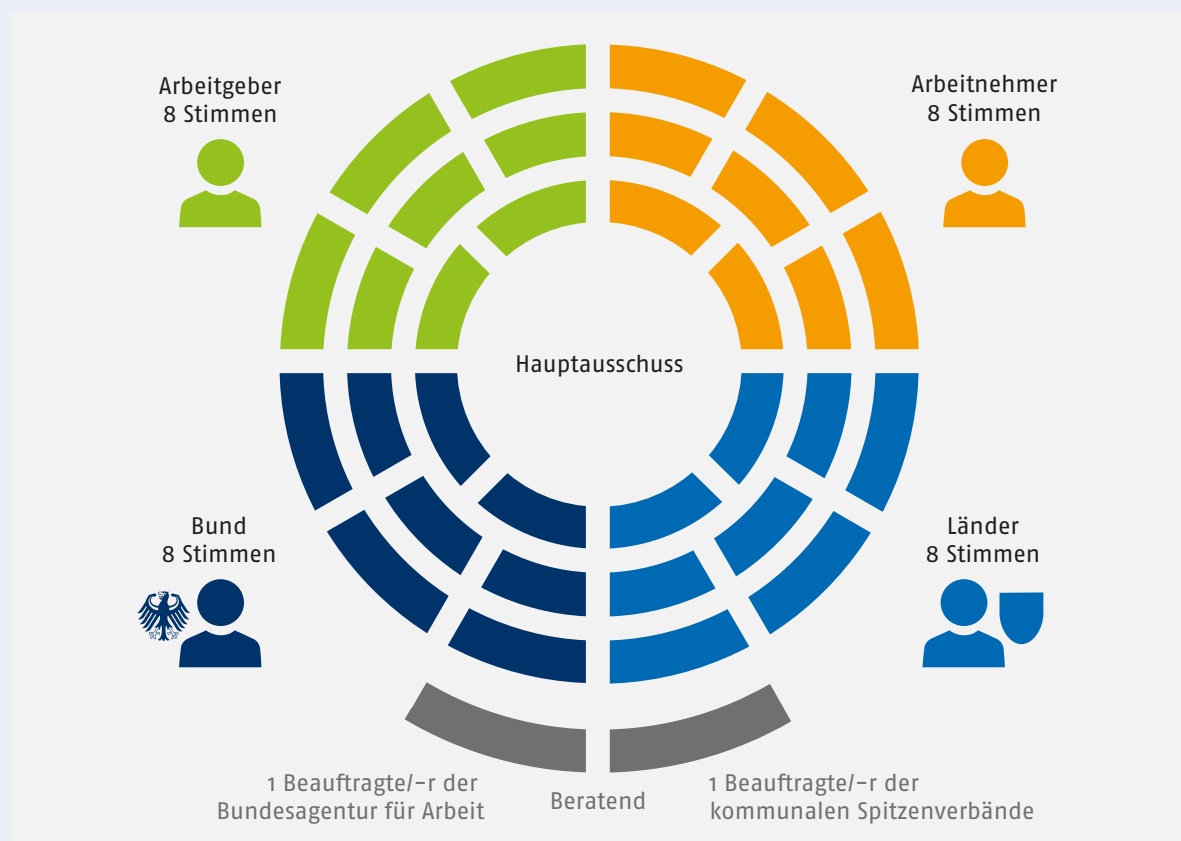 Arbeitgeber
8 Stimmen
Arbeitnehmer
8 Stimmen
Hauptausschuss
Bund
8 Stimmen
Länder
8 Stimmen
1 Beauftragte/-r der
Bundesagentur für Arbeit
Beratend
1 Beauftragte/-r der
kommunalen Spitzenverbände